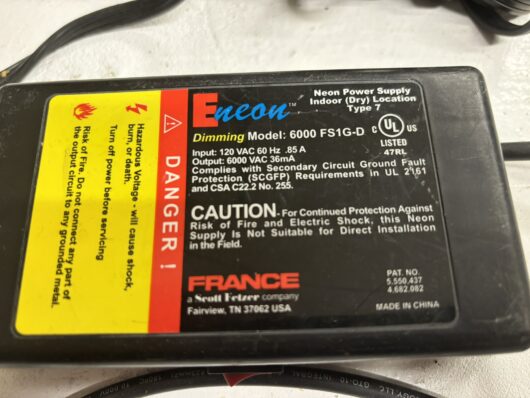 Eneon™
Neon Power Supply
Indoor (Dry) Location
Type 7
Dimming Model: 6000 FS1G-D
C UL US
LISTED
47RL
Input: 120 VAC 60 Hz .85 A
Output: 6000 VAC 36mA
Complies with Secondary Circuit Ground Fault
Protection (SCGFP) Requirements in UL 2161
and CSA C22.2 No. 255.
CAUTION - For Continued Protection Against
Risk of Fire and Electric Shock, this Neon
Supply Is Not Suitable for Direct Installation
in the Field.
FRANCE
a Scott Fetzer company
Fairview, TN 37062 USA
PAT. NO.
5,550,437
4,682,082
MADE IN CHINA
DANGER!
Hazardous Voltage - will cause shock,
burn, or death.
Turn off power before servicing
Risk of Fire. Do not connect any part of
the output circuit to any grounded metal.
GTO-10 INTEGRAL